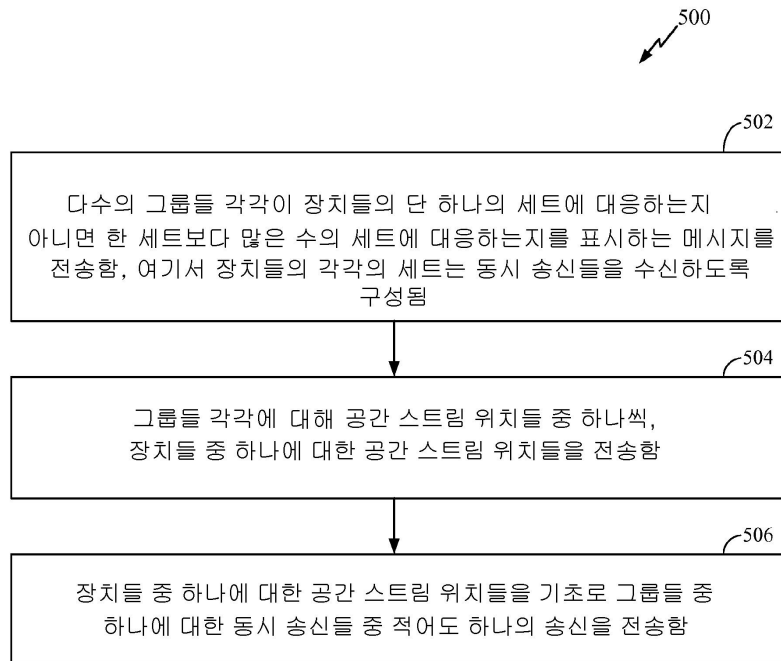 500
502
다수의 그룹들 각각이 장치들의 단 하나의 세트에 대응하는지
아니면 한 세트보다 많은 수의 세트에 대응하는지를 표시하는 메시지를
전송함, 여기서 장치들의 각각의 세트는 동시 송신들을 수신하도록
구성됨
504
그룹들 각각에 대해 공간 스트림 위치들 중 하나씩,
장치들 중 하나에 대한 공간 스트림 위치들을 전송함
506
장치들 중 하나에 대한 공간 스트림 위치들을 기초로 그룹들 중
하나에 대한 동시 송신들 중 적어도 하나의 송신을 전송함